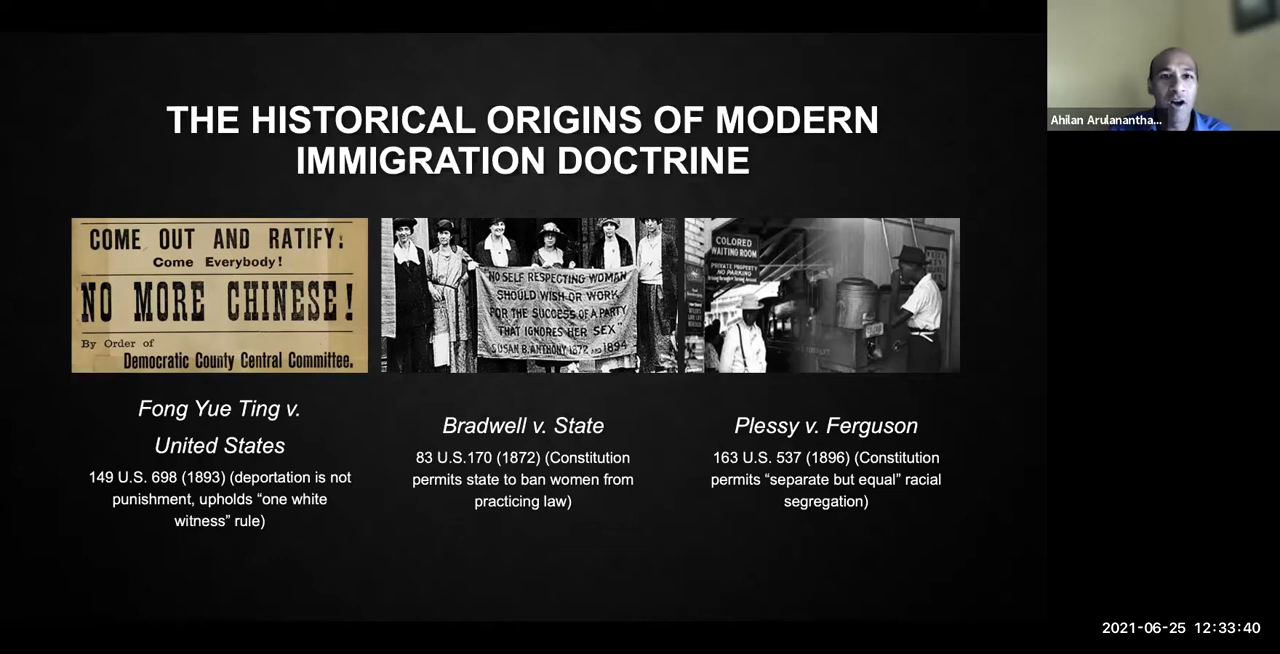 THE HISTORICAL ORIGINS OF MODERN
IMMIGRATION DOCTRINE
COME OUT AND RATIFY!
Come Everybody!
NO MORE CHINESE!
By Order of
Democratic County Central Committee.
"NO SELF RESPECTING WOMAN
SHOULD WISH OR WORK
FOR THE SUCCESS OF A PARTY
THAT IGNORES HER SEX"
SUSAN B. ANTHONY 1872 AND 1894
COLORED
WAITING ROOM
PRIVATE PROPERTY
NO PARKING
Fong Yue Ting v.
United States
149 U.S. 698 (1893) (deportation is not
punishment, upholds “one white
witness” rule)
Bradwell v. State
83 U.S.170 (1872) (Constitution
permits state to ban women from
practicing law)
Plessy v. Ferguson
163 U.S. 537 (1896) (Constitution
permits “separate but equal” racial
segregation)
Ahilan Arulanantha...
2021-06-25 12:33:40